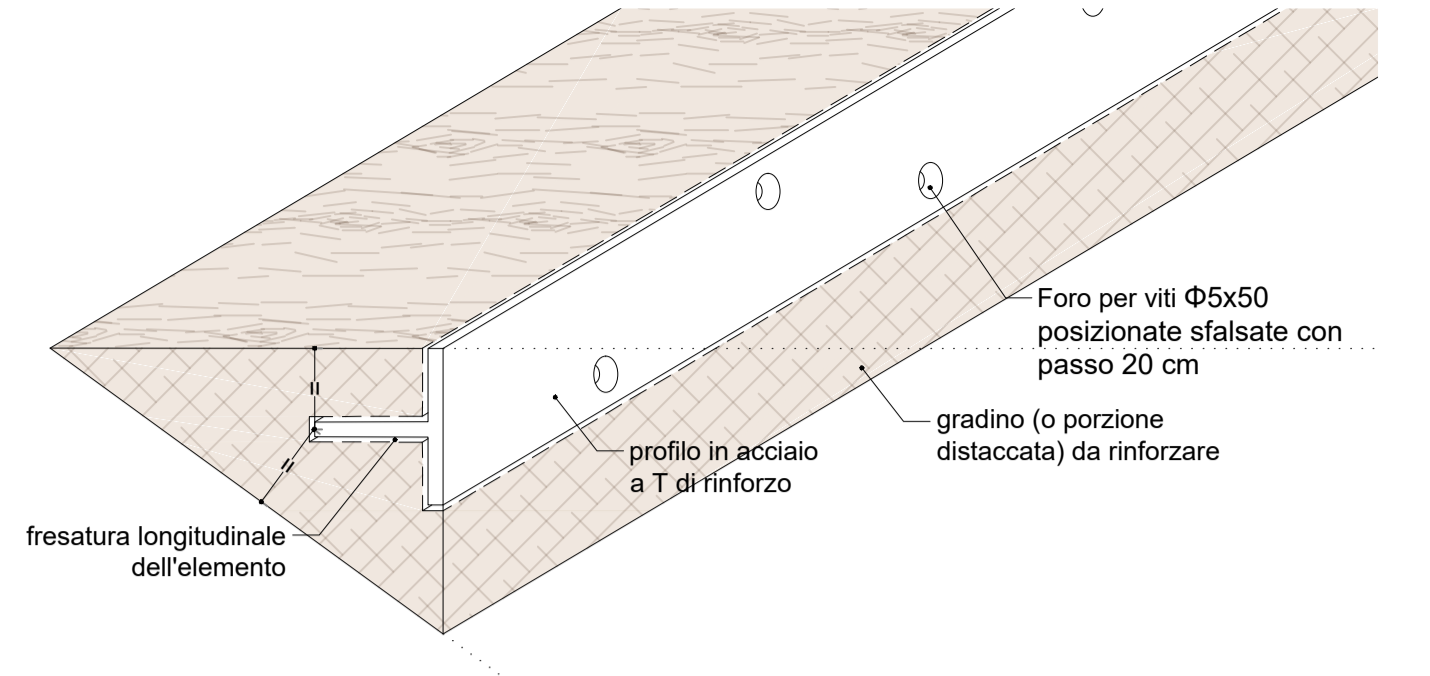 Foro per viti Φ5x50
posizionate sfalsate con
passo 20 cm
gradino (o porzione
distaccata) da rinforzare
profilo in acciaio
a T di rinforzo
fresatura longitudinale
dell'elemento